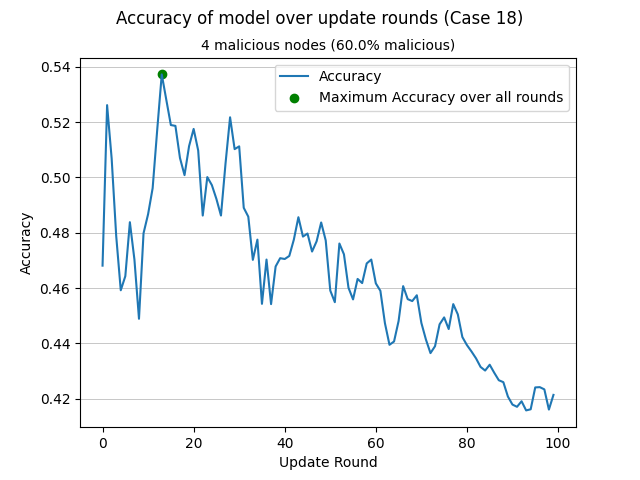 Accuracy of model over update rounds (Case 18)
4 malicious nodes (60.0% malicious)
Accuracy
Maximum Accuracy over all rounds
0.54
0.52
0.50
0.48
0.46
0.44
0.42
Accuracy
0 20 40 60 80 100
Update Round